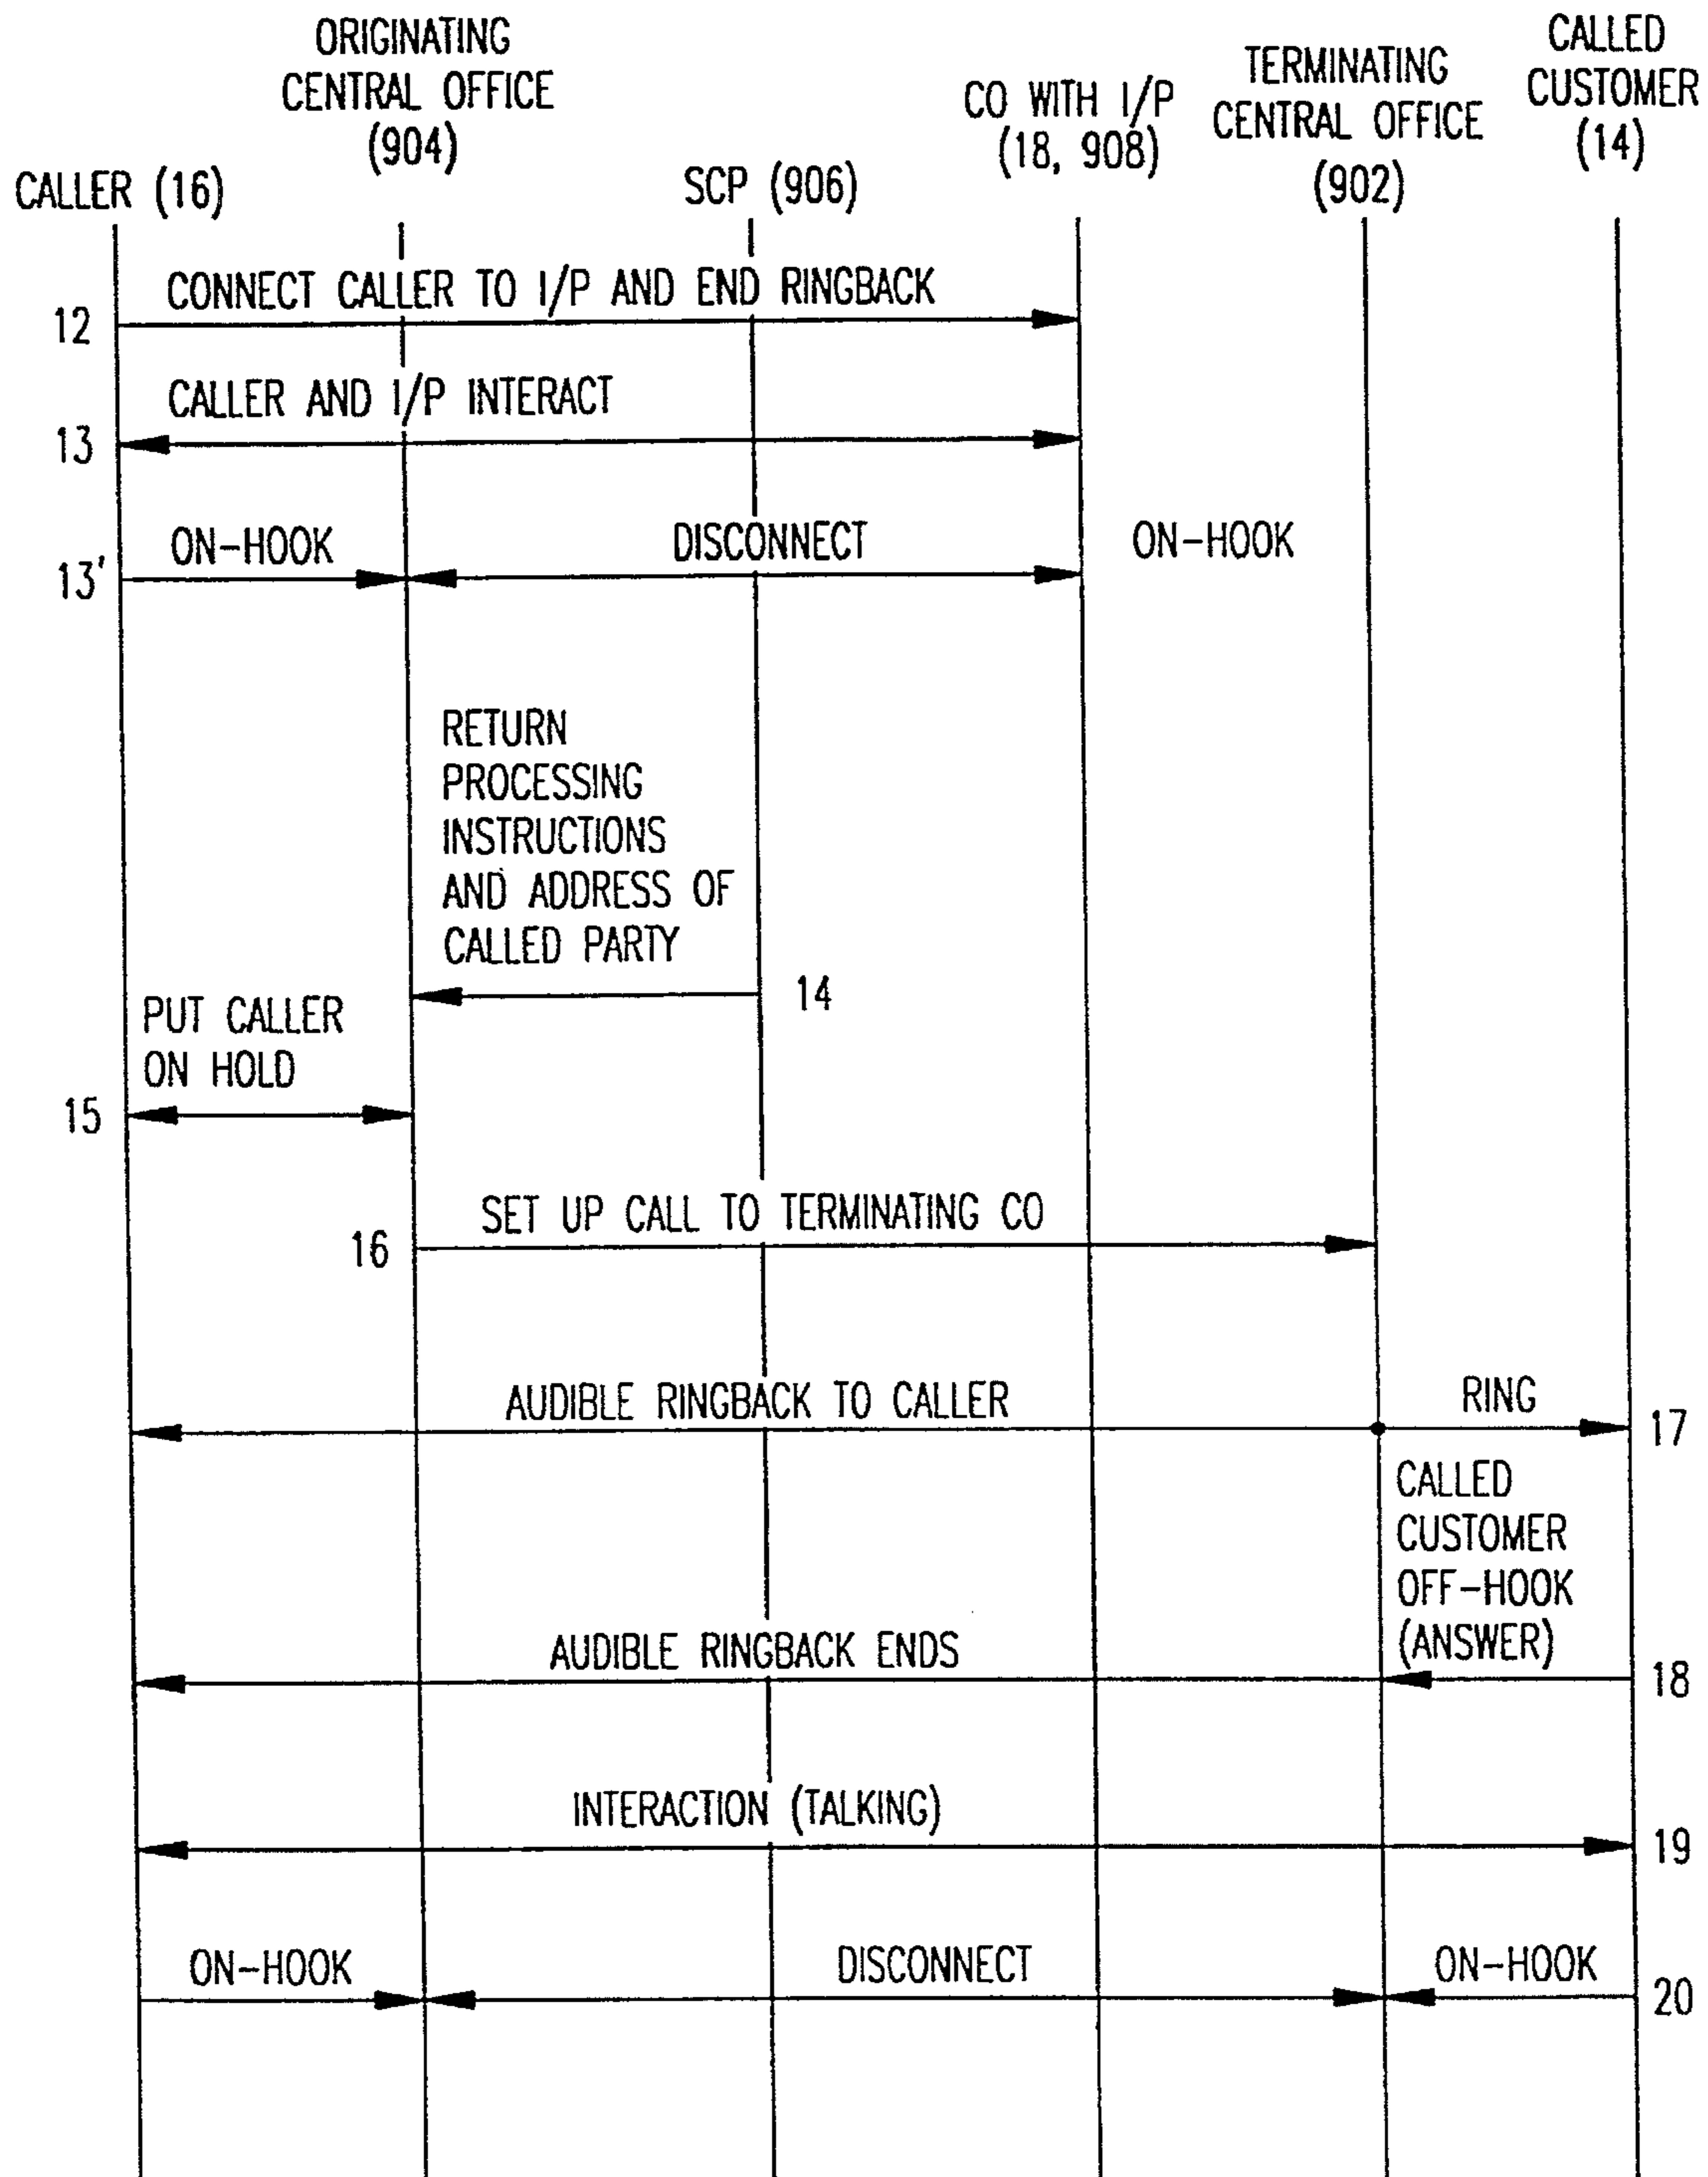 ORIGINATING
CENTRAL OFFICE
(904)
CALLED
CUSTOMER
(14)
TERMINATING
CENTRAL OFFICE
(902)
CO WITH I/P
(18, 908)
CALLER (16)
SCP (906)
CONNECT CALLER TO I/P AND END RINGBACK
12
CALLER AND I/P INTERACT
13
ON-HOOK
DISCONNECT
ON-HOOK
13'
RETURN
PROCESSING
INSTRUCTIONS
AND ADDRESS OF
CALLED PARTY
14
PUT CALLER
ON HOLD
15
SET UP CALL TO TERMINATING CO
16
AUDIBLE RINGBACK TO CALLER
RING
17
CALLED
CUSTOMER
OFF-HOOK
(ANSWER)
AUDIBLE RINGBACK ENDS
18
INTERACTION (TALKING)
19
ON-HOOK
DISCONNECT
ON-HOOK
20